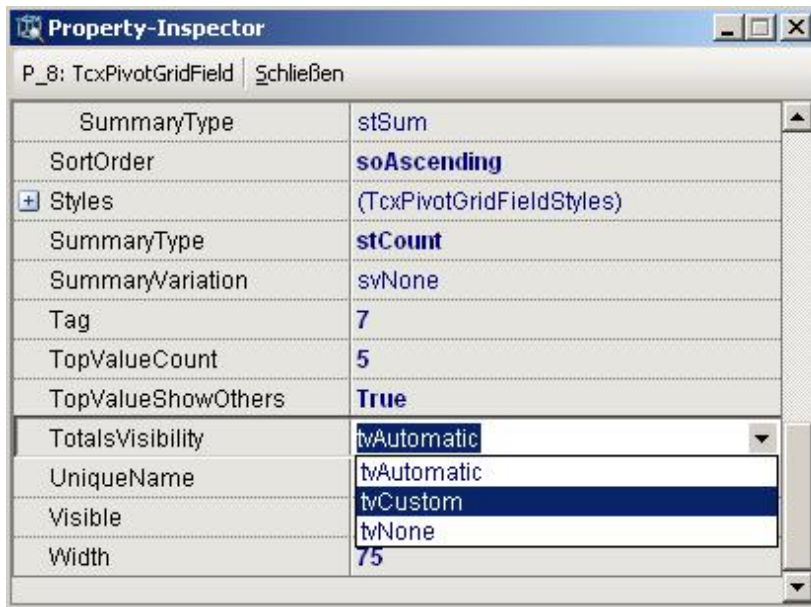 Property-Inspector
P_8: TcxPivotGridField Schließen
SummaryType stSum
SortOrder soAscending
Styles (TcxPivotGridFieldStyles)
SummaryType stCount
SummaryVariation svNone
Tag 7
TopValueCount 5
TopValueShowOthers True
TotalsVisibility tvAutomatic
UniqueName tvAutomatic
Visible tvCustom
tvNone
Width 75